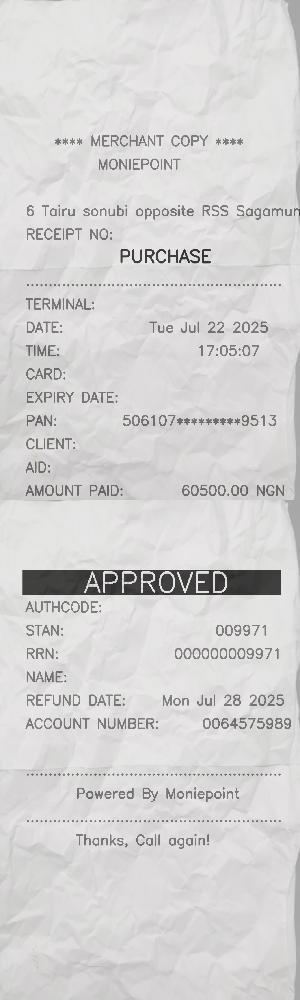 **** MERCHANT COPY ****
MONIEPOINT
6 Tairu sonubi opposite RSS Sagamun
RECEIPT NO:
PURCHASE
TERMINAL:
DATE: Tue Jul 22 2025
TIME: 17:05:07
CARD:
EXPIRY DATE:
PAN: 506107*********9513
CLIENT:
AID:
AMOUNT PAID: 60500.00 NGN
APPROVED
AUTHCODE:
STAN: 009971
RRN: 000000009971
NAME:
REFUND DATE: Mon Jul 28 2025
ACCOUNT NUMBER: 0064575989
Powered By Moniepoint
Thanks, Call again!